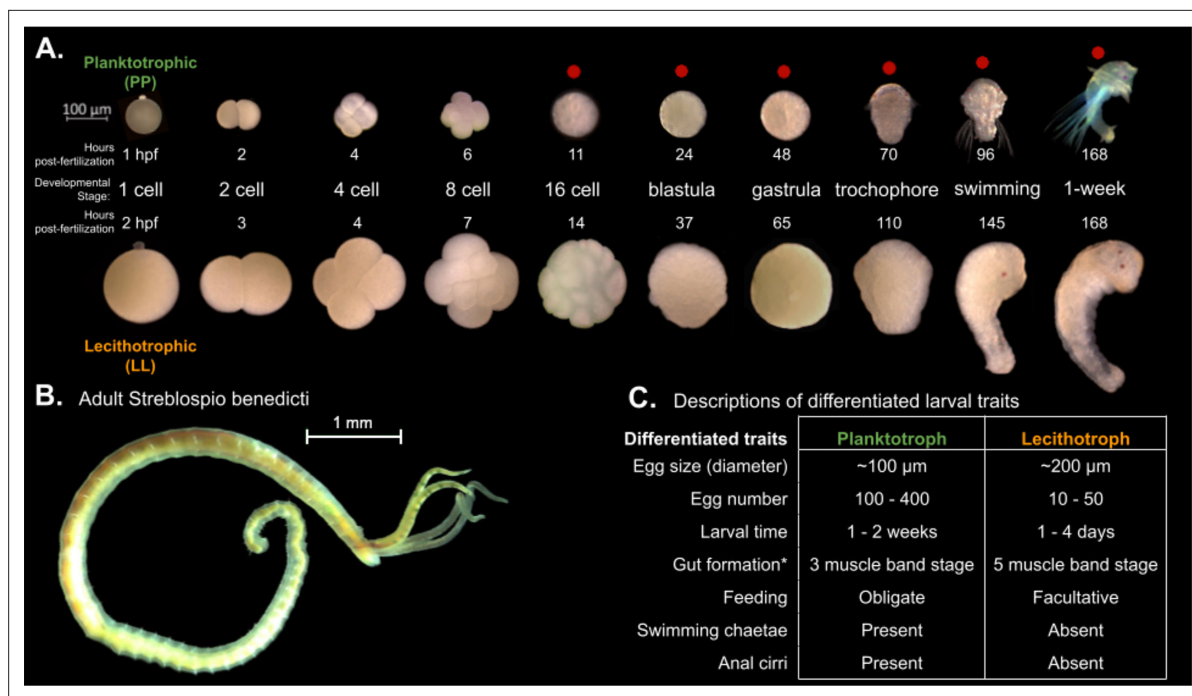 A.
Planktotrophic
(PP)
100 µm
Hours
post-fertilization
1 hpf 2 4 6 11 24 48 70 96 168
Developmental
Stage:
1 cell 2 cell 4 cell 8 cell 16 cell blastula gastrula trochophore swimming 1-week
Hours
post-fertilization
2 hpf 3 4 7 14 37 65 110 145 168
Lecithotrophic
(LL)
B. Adult Streblospio benedicti
1 mm
C. Descriptions of differentiated larval traits
Differentiated traits Planktotroph Lecithotroph
Egg size (diameter) ~100 µm ~200 µm
Egg number 100 - 400 10 - 50
Larval time 1 - 2 weeks 1 - 4 days
Gut formation* 3 muscle band stage 5 muscle band stage
Feeding Obligate Facultative
Swimming chaetae Present Absent
Anal cirri Present Absent